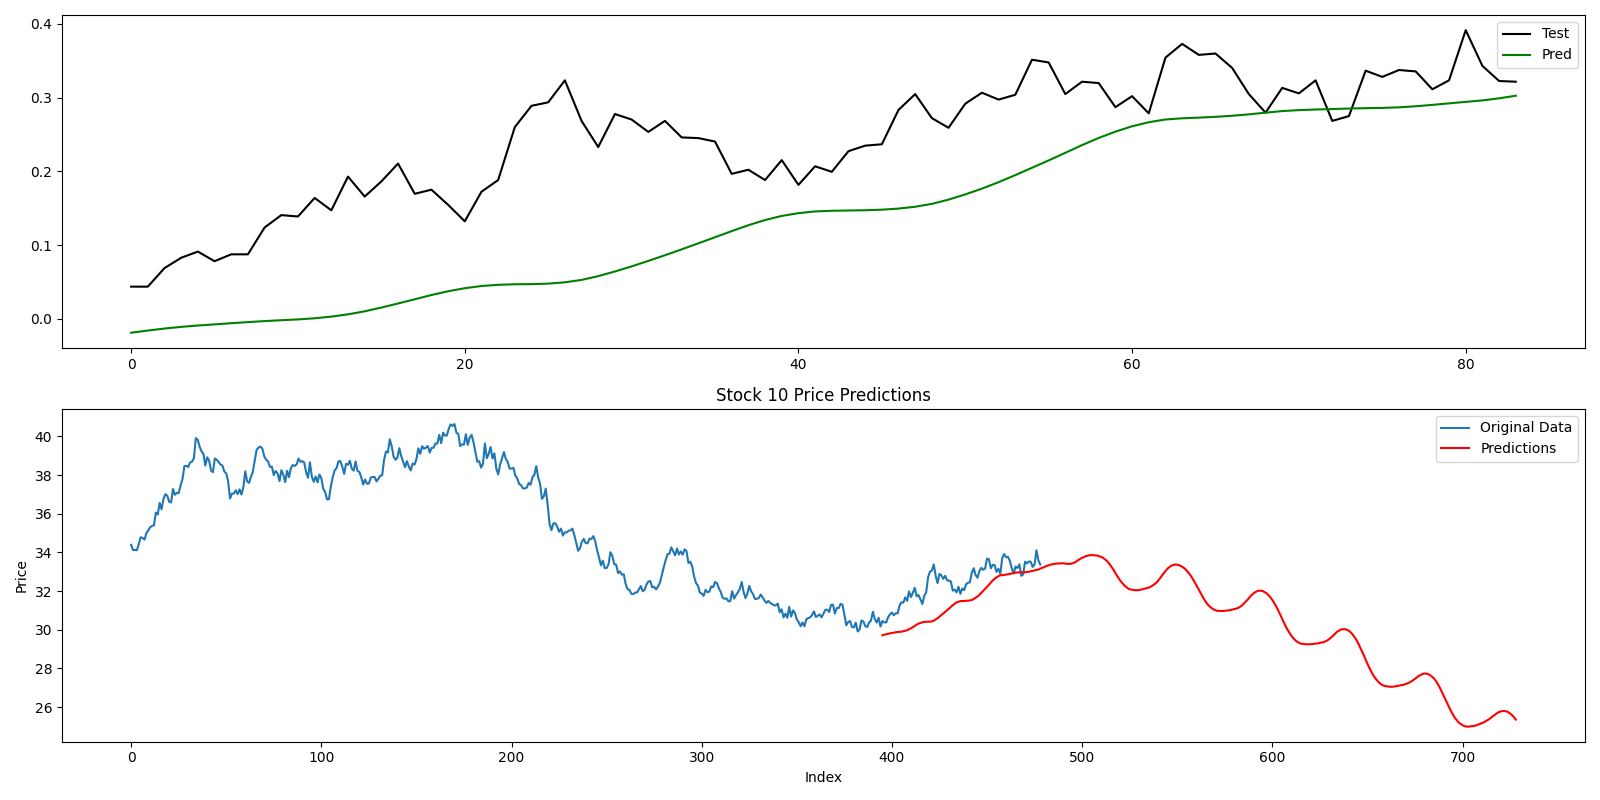 0.4
0.3
0.2
0.1
0.0
Test
Pred
0 20 40 60 80
Stock 10 Price Predictions
Price
40
38
36
34
32
30
28
26
Original Data
Predictions
0 100 200 300 400 500 600 700
Index